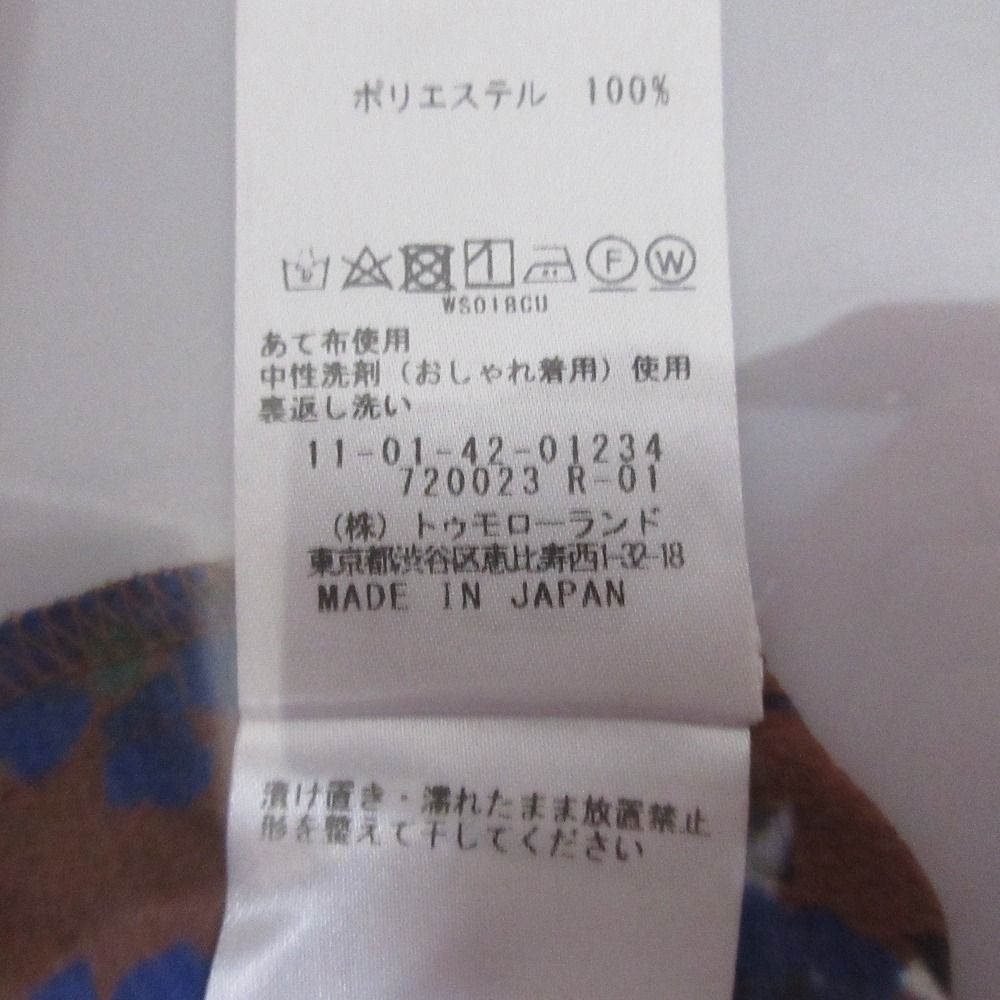 ポリエステル 100%
F W
WS018CU
あて布使用
中性洗剤（おしゃれ着用）使用
裏返し洗い
11-01-42-01234
720023 R-01
（株）トゥモローランド
東京都渋谷区恵比寿西1-32-18
MADE IN JAPAN
漬け置き・濡れたまま放置禁止
形を整えて干してください